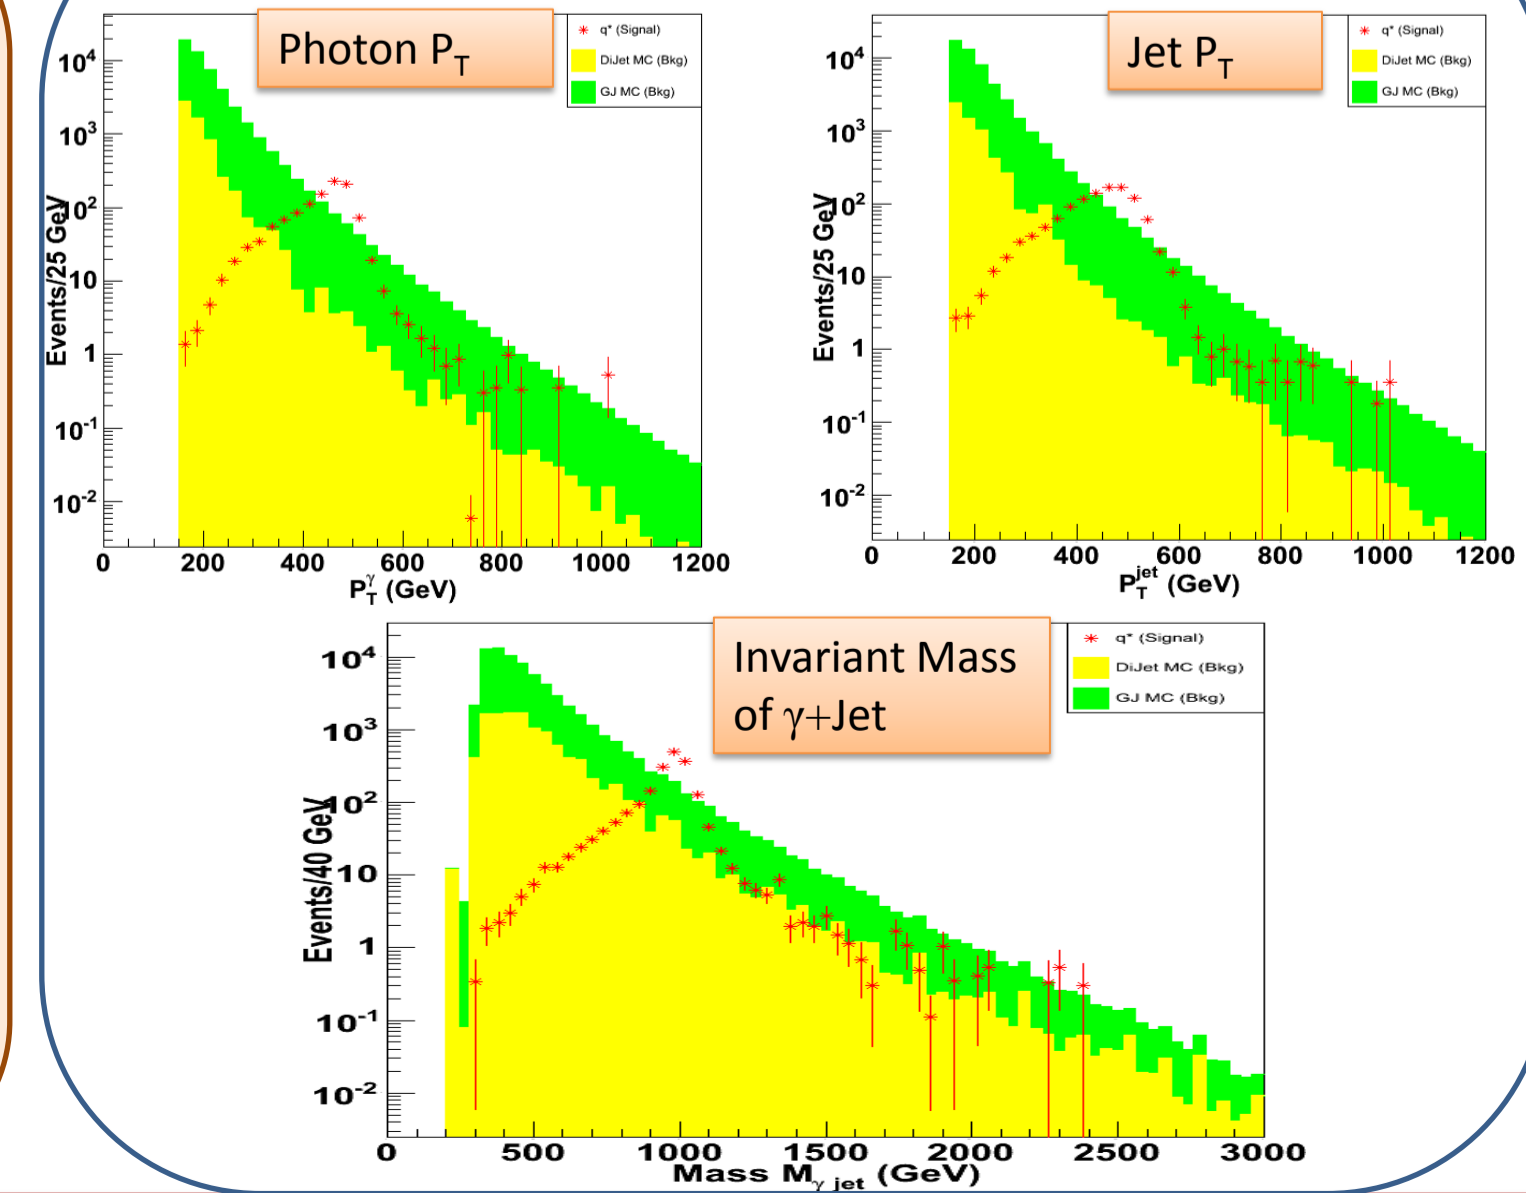 Photon P_T
q* (Signal)
DiJet MC (Bkg)
GJ MC (Bkg)
10^4
10^3
10^2
10
1
10^-1
10^-2
Events/25 GeV
0 200 400 600 800 1000 1200
P_T^γ (GeV)
Jet P_T
q* (Signal)
DiJet MC (Bkg)
GJ MC (Bkg)
10^4
10^3
10^2
10
1
10^-1
10^-2
Events/25 GeV
0 200 400 600 800 1000 1200
P_T^jet (GeV)
Invariant Mass
of γ+Jet
q* (Signal)
DiJet MC (Bkg)
GJ MC (Bkg)
10^4
10^3
10^2
10
1
10^-1
10^-2
Events/40 GeV
0 500 1000 1500 2000 2500 3000
Mass M_γ jet (GeV)